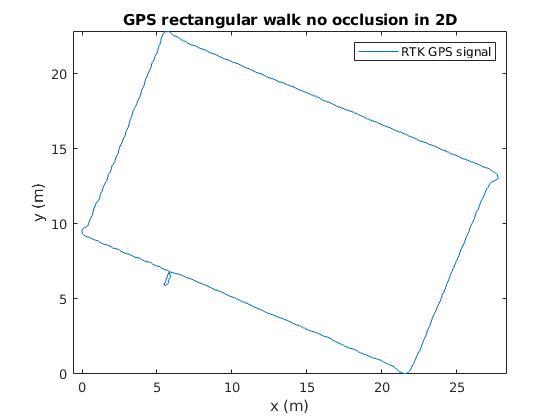 GPS rectangular walk no occlusion in 2D
RTK GPS signal
20
15
10
5
0
y (m)
0 5 10 15 20 25
x (m)